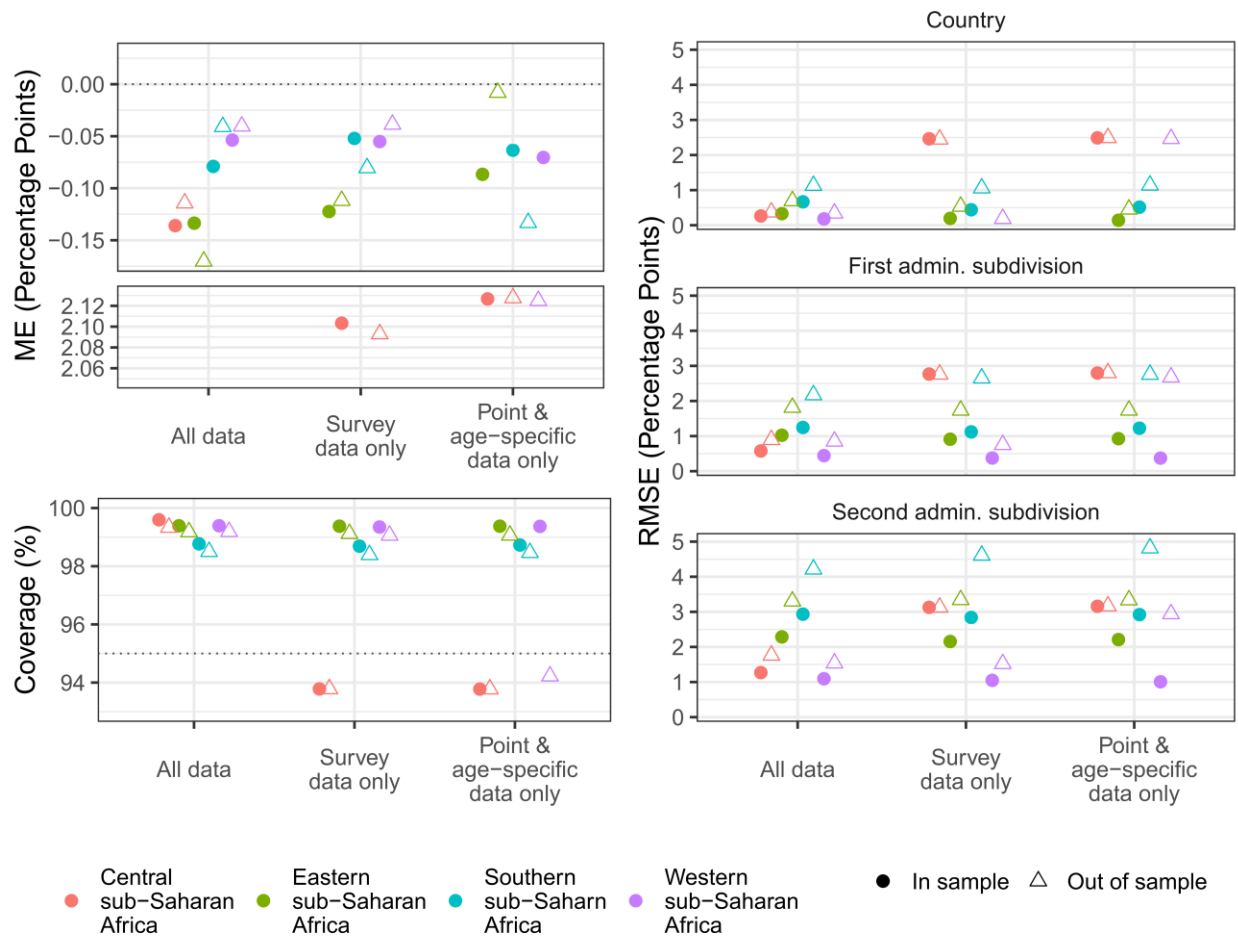 ME (Percentage Points)
0.00
−0.05
−0.10
−0.15
2.12
2.10
2.08
2.06
All data
Survey
data only
Point &
age−specific
data only
Coverage (%)
100
98
96
94
All data
Survey
data only
Point &
age−specific
data only
RMSE (Percentage Points)
Country
5
4
3
2
1
0
First admin. subdivision
5
4
3
2
1
0
Second admin. subdivision
5
4
3
2
1
0
All data
Survey
data only
Point &
age−specific
data only
Central
sub−Saharan
Africa
Eastern
sub−Saharan
Africa
Southern
sub−Saharn
Africa
Western
sub−Saharan
Africa
In sample
Out of sample